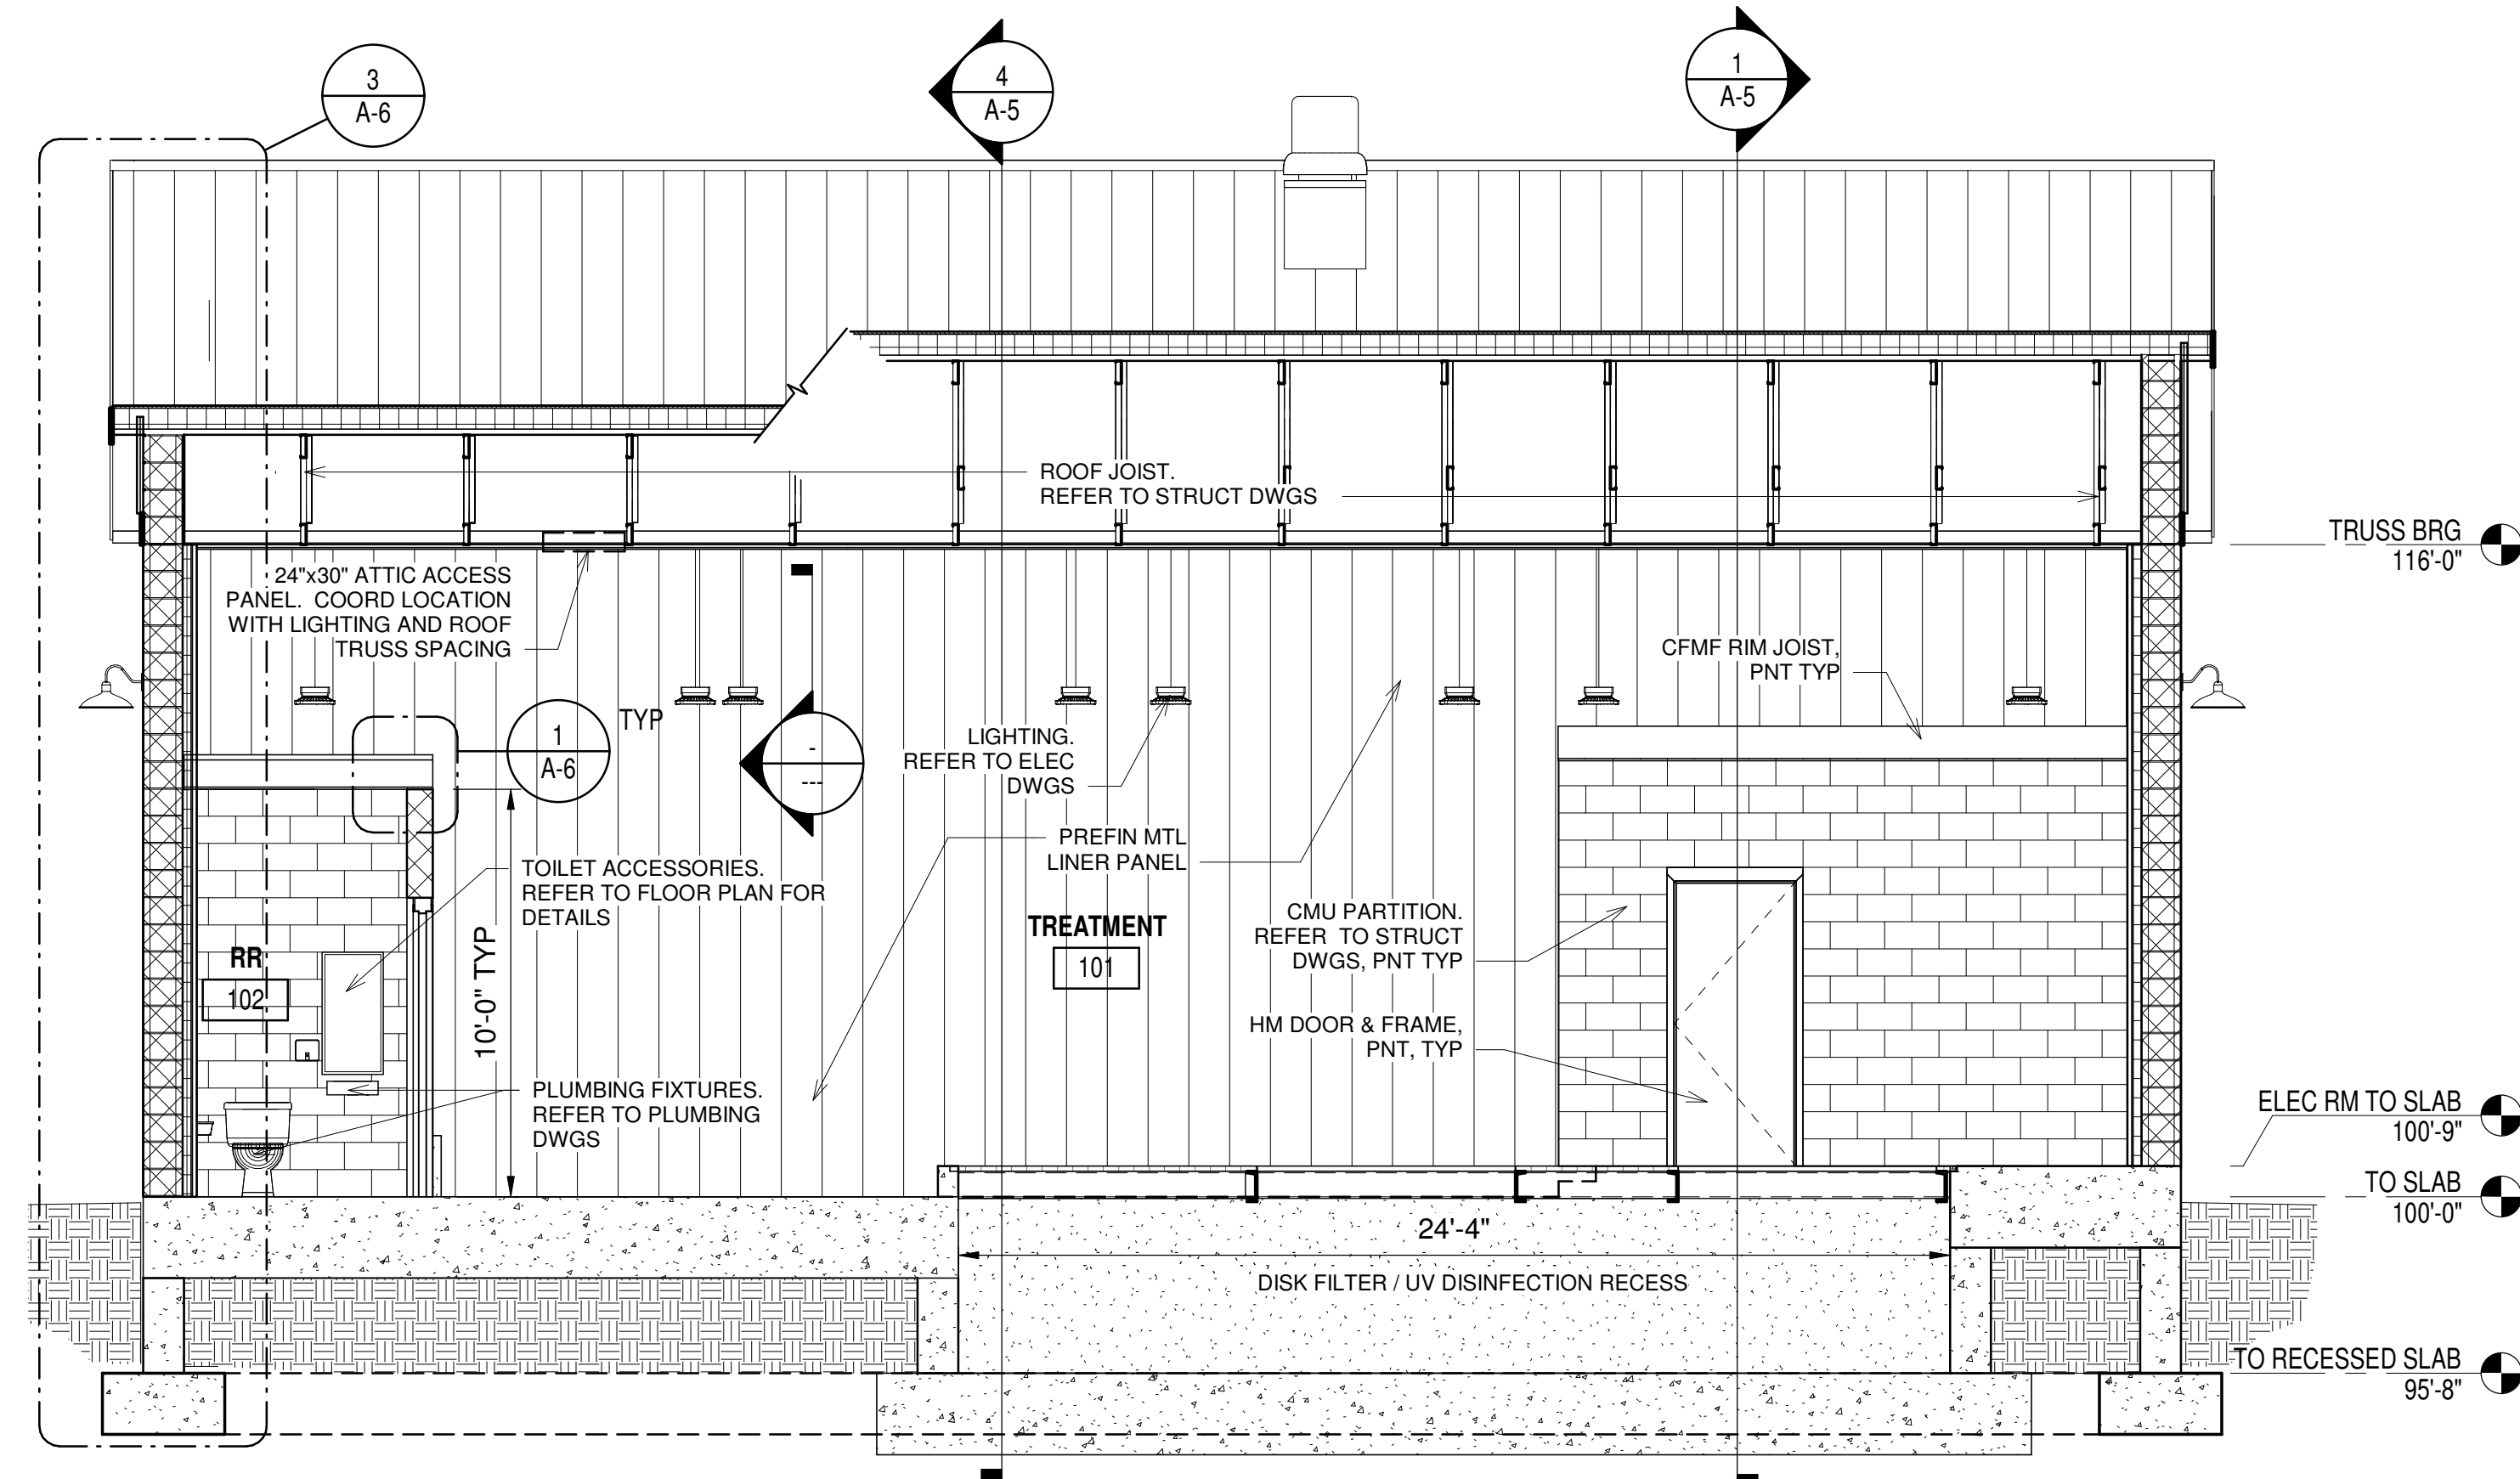 3
A-6
4
A-5
1
A-5
ROOF JOIST.
REFER TO STRUCT DWGS
TRUSS BRG
116'-0"
24"x30" ATTIC ACCESS
PANEL. COORD LOCATION
WITH LIGHTING AND ROOF
TRUSS SPACING
CFMF RIM JOIST,
PNT TYP
1
A-6
TYP
-
---
LIGHTING.
REFER TO ELEC
DWGS
PREFIN MTL
LINER PANEL
TOILET ACCESSORIES.
REFER TO FLOOR PLAN FOR
DETAILS
10'-0" TYP
TREATMENT
101
CMU PARTITION.
REFER TO STRUCT
DWGS, PNT TYP
RR
102
HM DOOR & FRAME,
PNT, TYP
PLUMBING FIXTURES.
REFER TO PLUMBING
DWGS
ELEC RM TO SLAB
100'-9"
TO SLAB
100'-0"
24'-4"
DISK FILTER / UV DISINFECTION RECESS
TO RECESSED SLAB
95'-8"